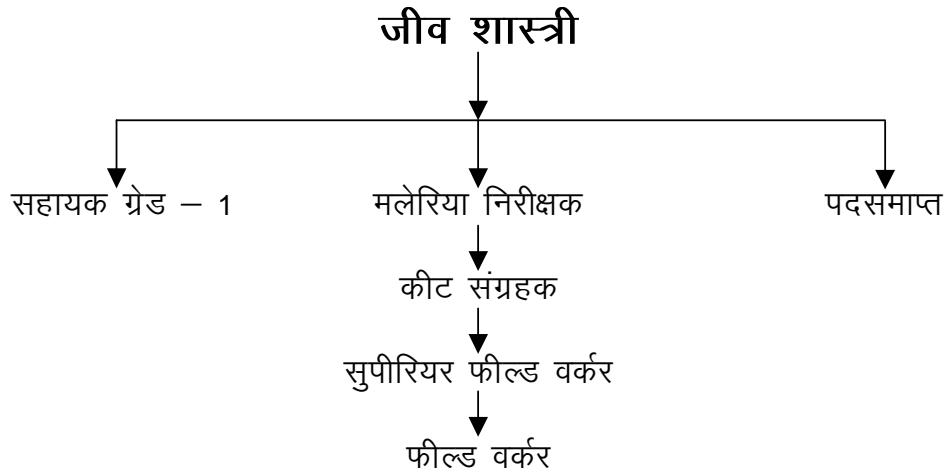 जीव शास्त्री
सहायक ग्रेड – 1 मलेरिया निरीक्षक पदसमाप्त
कीट संग्रहक
सुपीरियर फील्ड वर्कर
फील्ड वर्कर